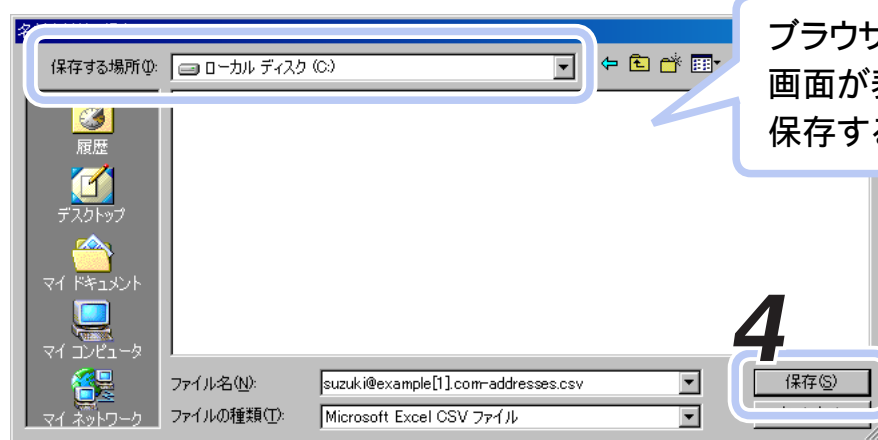 ブラウザ
画面が
保存する
保存する場所(I):
ローカル ディスク (C:)
履歴
デスクトップ
マイ ドキュメント
マイ コンピュータ
マイ ネットワーク
ファイル名(N):
suzuki@example[1].com-addresses.csv
ファイルの種類(T):
Microsoft Excel CSV ファイル
4
保存(S)